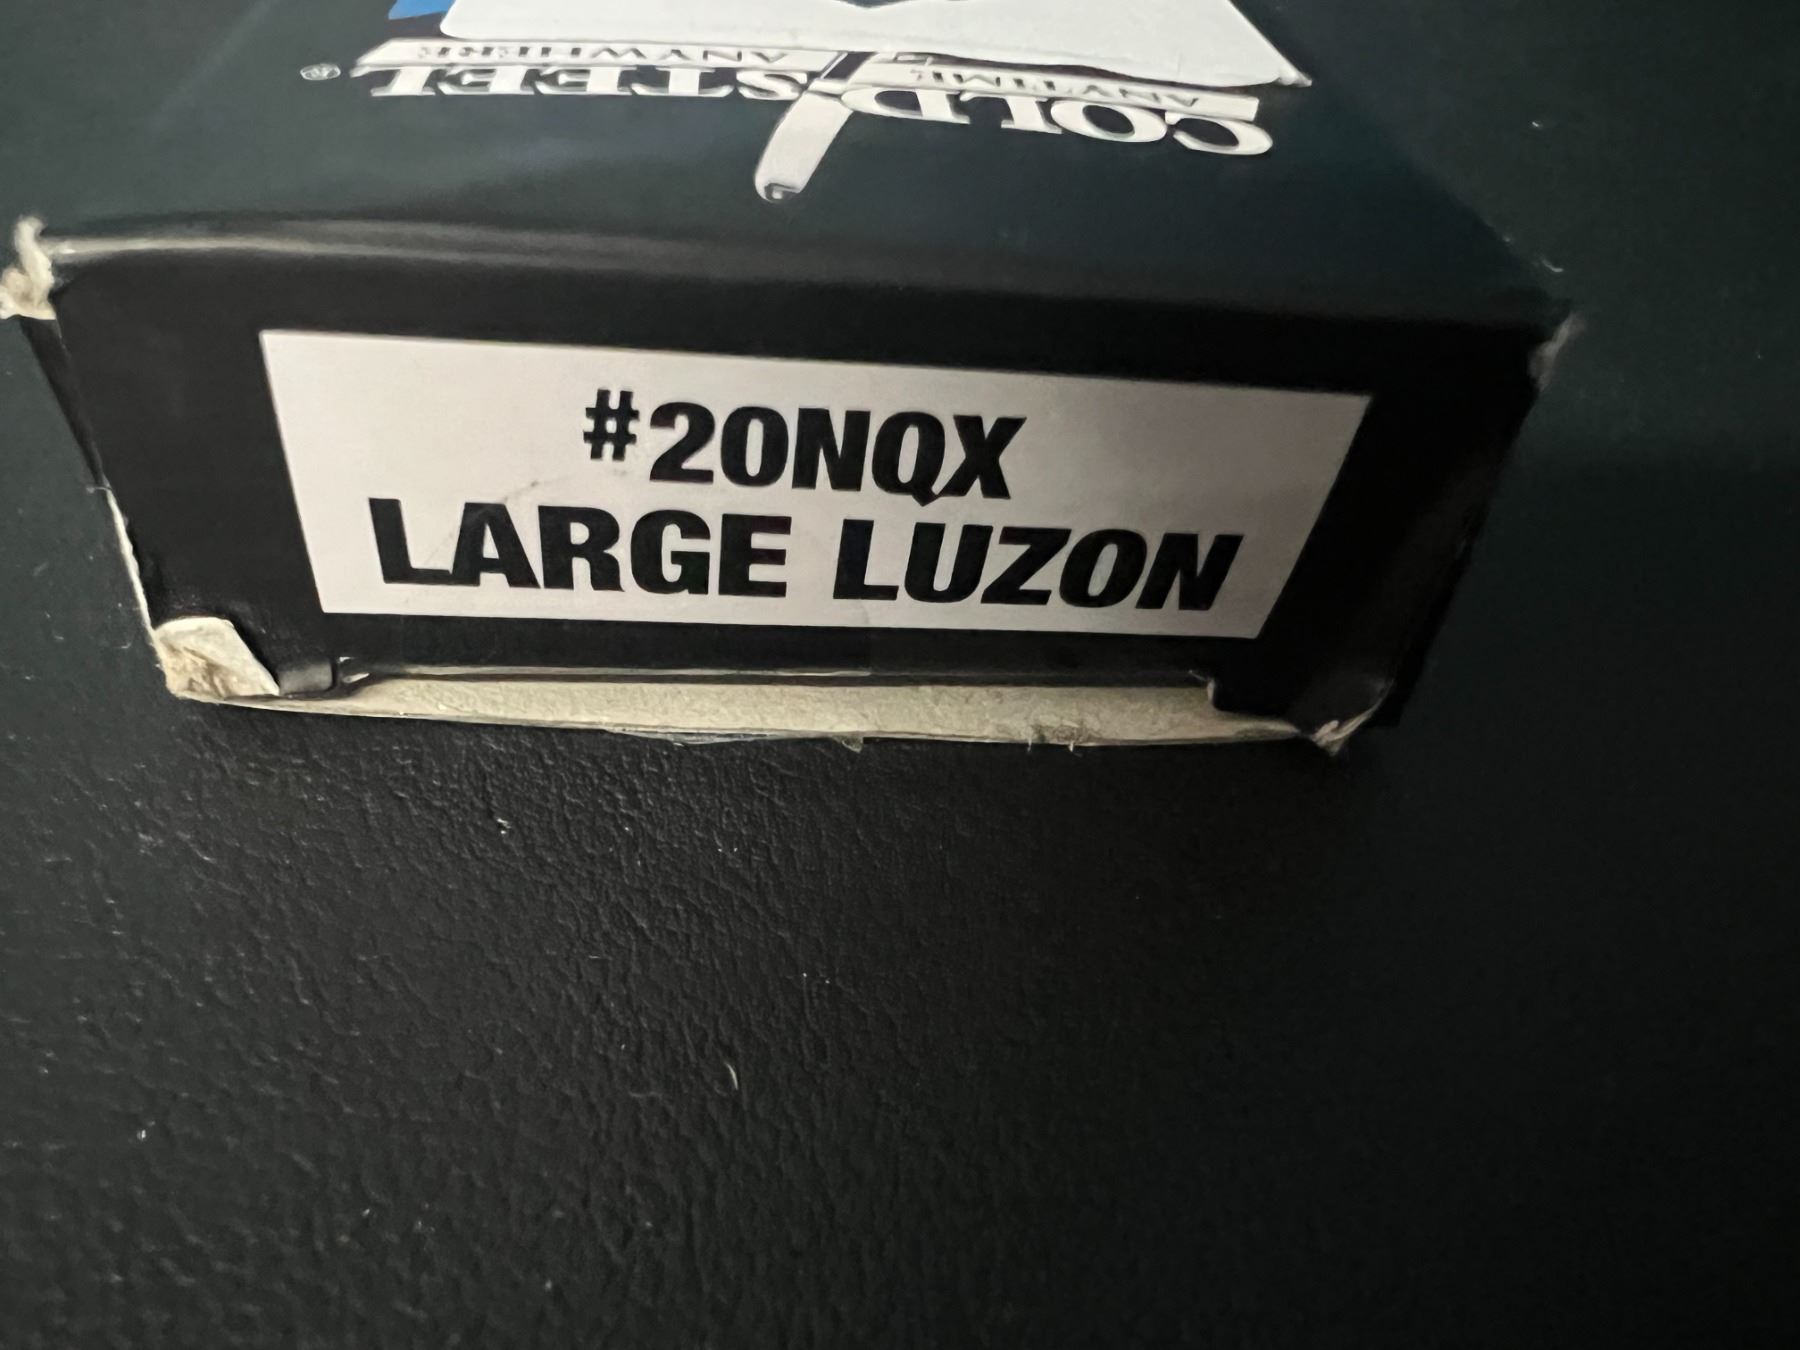 COLD STEEL
ANYTIME ANYWHERE
®
#20NQX
LARGE LUZON